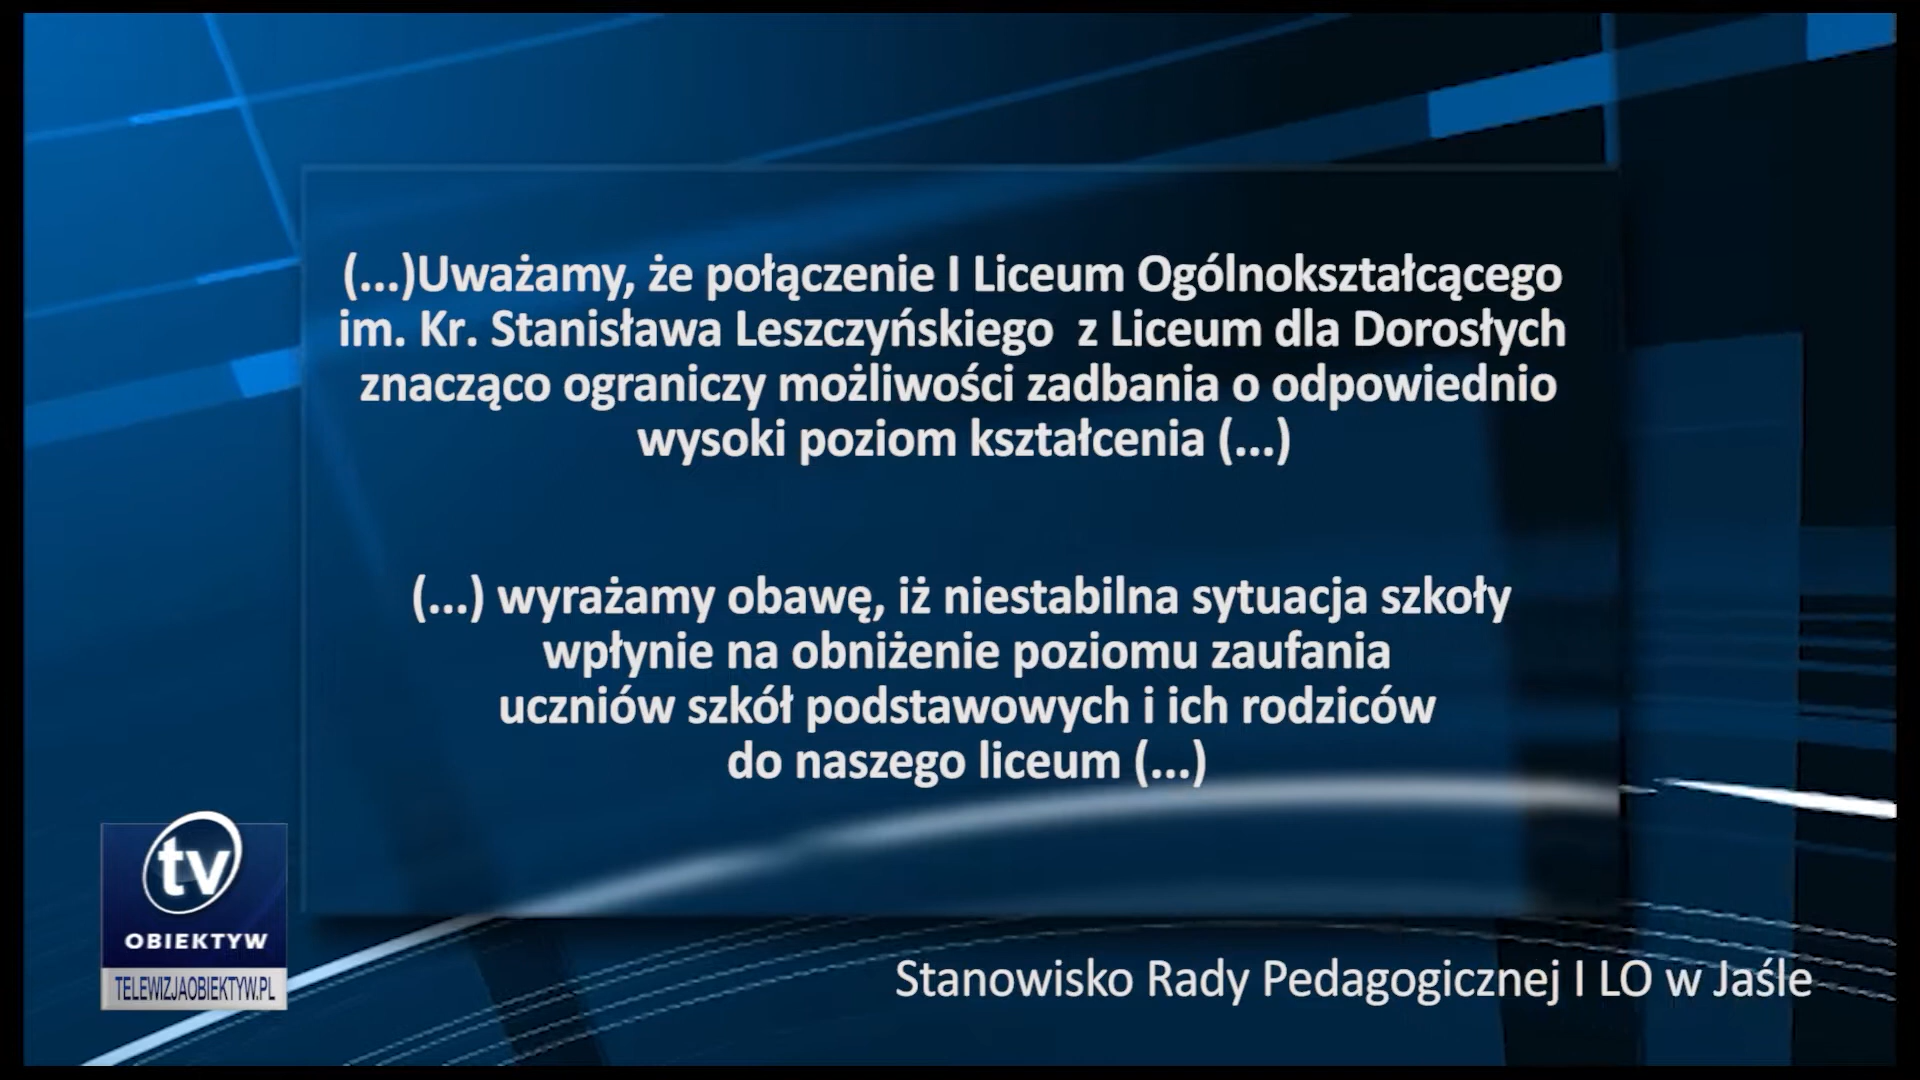 (...)Uważamy, że połączenie I Liceum Ogólnokształcącego
im. Kr. Stanisława Leszczyńskiego z Liceum dla Dorosłych
znacząco ograniczy możliwości zadbania o odpowiednio
wysoki poziom kształcenia (...)
(...) wyrażamy obawę, iż niestabilna sytuacja szkoły
wpłynie na obniżenie poziomu zaufania
uczniów szkół podstawowych i ich rodziców
do naszego liceum (...)
tv
OBIEKTYW
TELEWIZJAOBIEKTYW.PL
Stanowisko Rady Pedagogicznej I LO w Jaśle